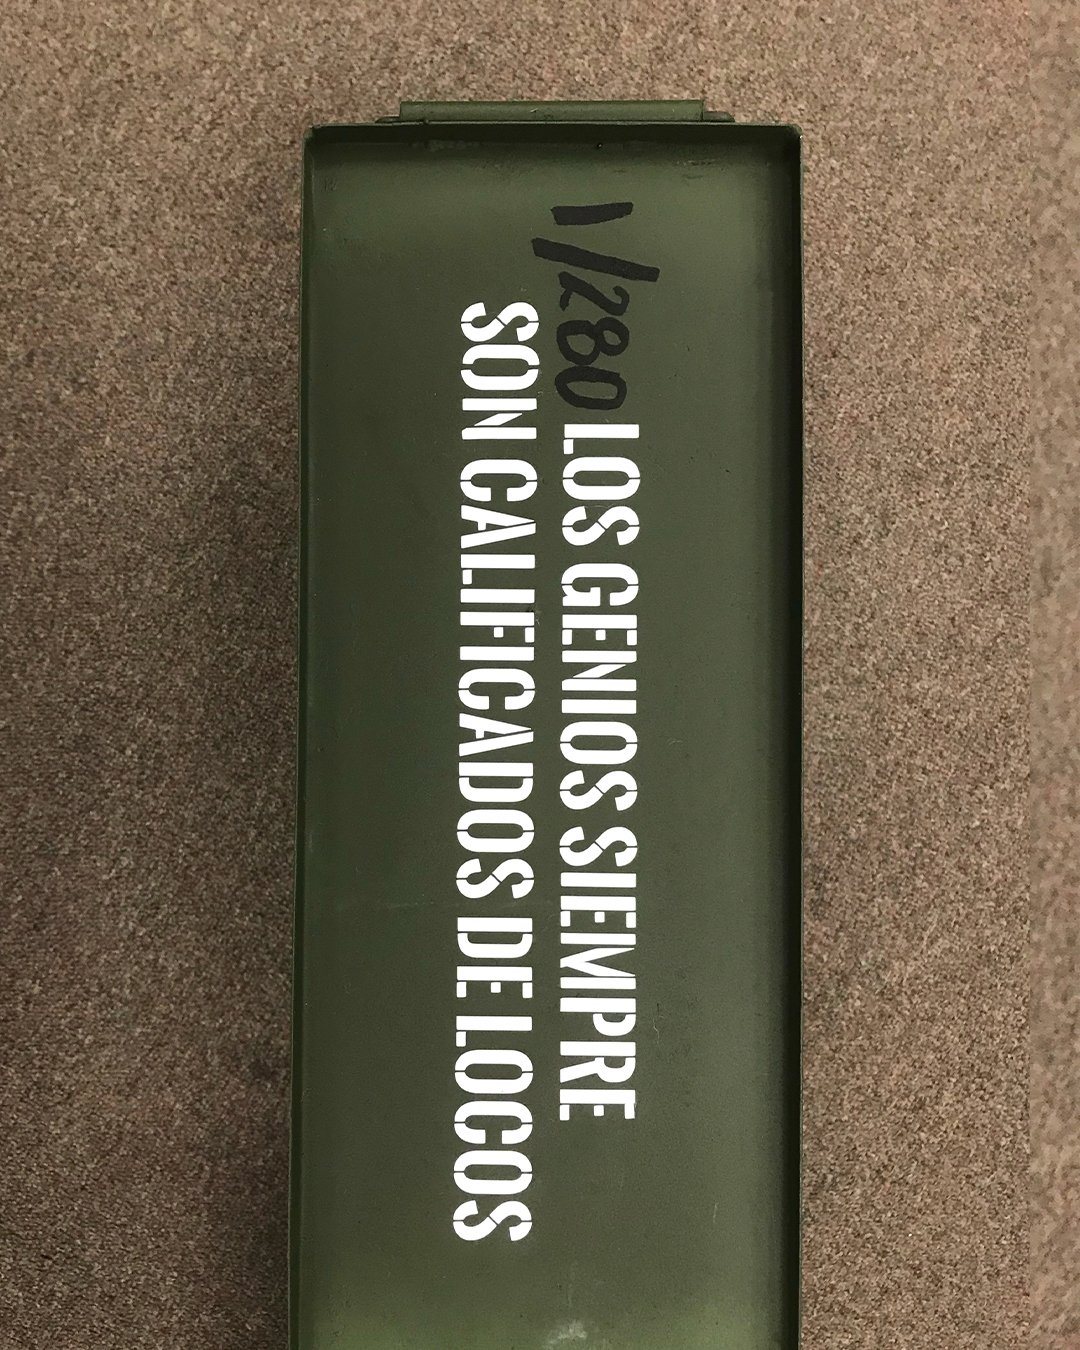 1/280 LOS GENIOS SIEMPRE
SON CALIFICADOS DE LOCOS